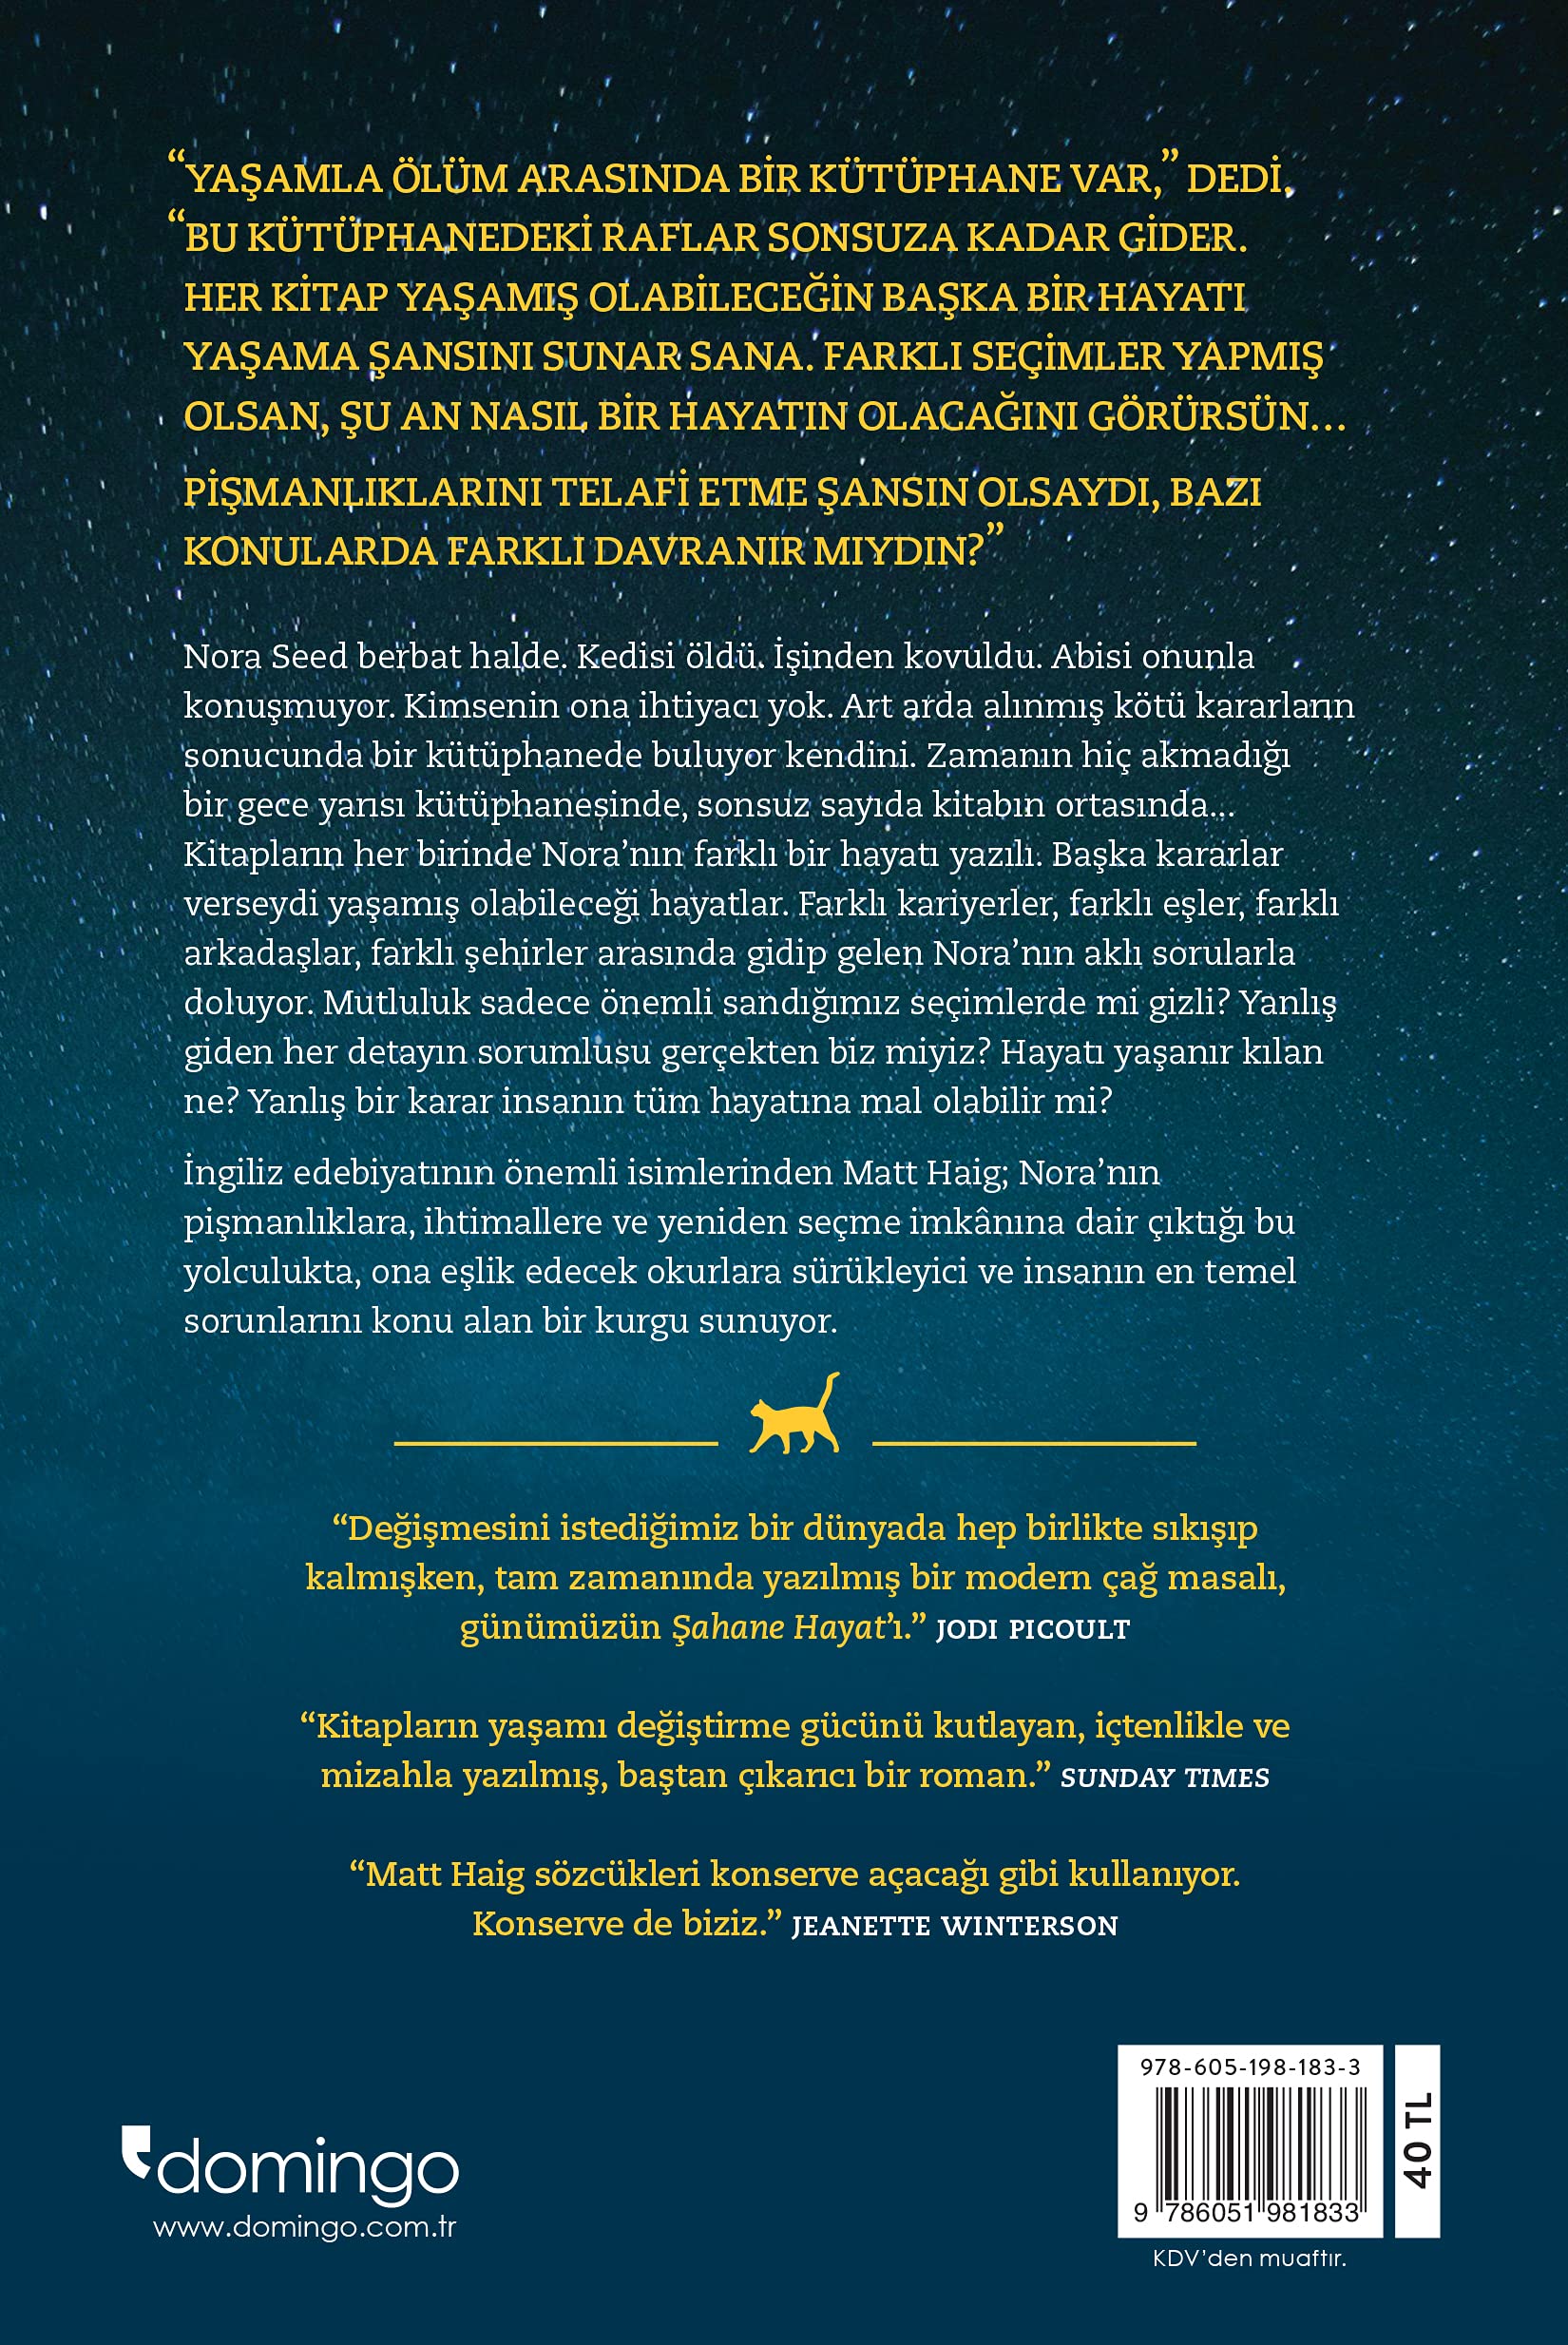 “YAŞAMLA ÖLÜM ARASINDA BİR KÜTÜPHANE VAR,” DEDİ.
“BU KÜTÜPHANEDEKİ RAFLAR SONSUZA KADAR GİDER.
HER KİTAP YAŞAMIŞ OLABİLECEĞİN BAŞKA BİR HAYATI
YAŞAMA ŞANSINI SUNAR SANA. FARKLI SEÇİMLER YAPMIŞ
OLSAN, ŞU AN NASIL BİR HAYATIN OLACAĞINI GÖRÜRSÜN...
PİŞMANLIKLARINI TELAFİ ETME ŞANSIN OLSAYDI, BAZI
KONULARDA FARKLI DAVRANIR MIYDIN?”
Nora Seed berbat halde. Kedisi öldü. İşinden kovuldu. Abisi onunla
konuşmuyor. Kimsenin ona ihtiyacı yok. Art arda alınmış kötü kararların
sonucunda bir kütüphanede buluyor kendini. Zamanın hiç akmadığı
bir gece yarısı kütüphanesinde, sonsuz sayıda kitabın ortasında...
Kitapların her birinde Nora’nın farklı bir hayatı yazılı. Başka kararlar
verseydi yaşamış olabileceği hayatlar. Farklı kariyerler, farklı eşler, farklı
arkadaşlar, farklı şehirler arasında gidip gelen Nora’nın aklı sorularla
doluyor. Mutluluk sadece önemli sandığımız seçimlerde mi gizli? Yanlış
giden her detayın sorumlusu gerçekten biz miyiz? Hayatı yaşanır kılan
ne? Yanlış bir karar insanın tüm hayatına mal olabilir mi?
İngiliz edebiyatının önemli isimlerinden Matt Haig; Nora’nın
pişmanlıklara, ihtimallere ve yeniden seçme imkânına dair çıktığı bu
yolculukta, ona eşlik edecek okurlara sürükleyici ve insanın en temel
sorunlarını konu alan bir kurgu sunuyor.
“Değişmesini istediğimiz bir dünyada hep birlikte sıkışıp
kalmışken, tam zamanında yazılmış bir modern çağ masalı,
günümüzün Şahane Hayat’ı.” JODI PICOULT
“Kitapların yaşamı değiştirme gücünü kutlayan, içtenlikle ve
mizahla yazılmış, baştan çıkarıcı bir roman.” SUNDAY TIMES
“Matt Haig sözcükleri konserve açacağı gibi kullanıyor.
Konserve de biziz.” JEANETTE WINTERSON
domingo
www.domingo.com.tr
978-605-198-183-3
9 786051 981833
40 TL
KDV’den muaftır.